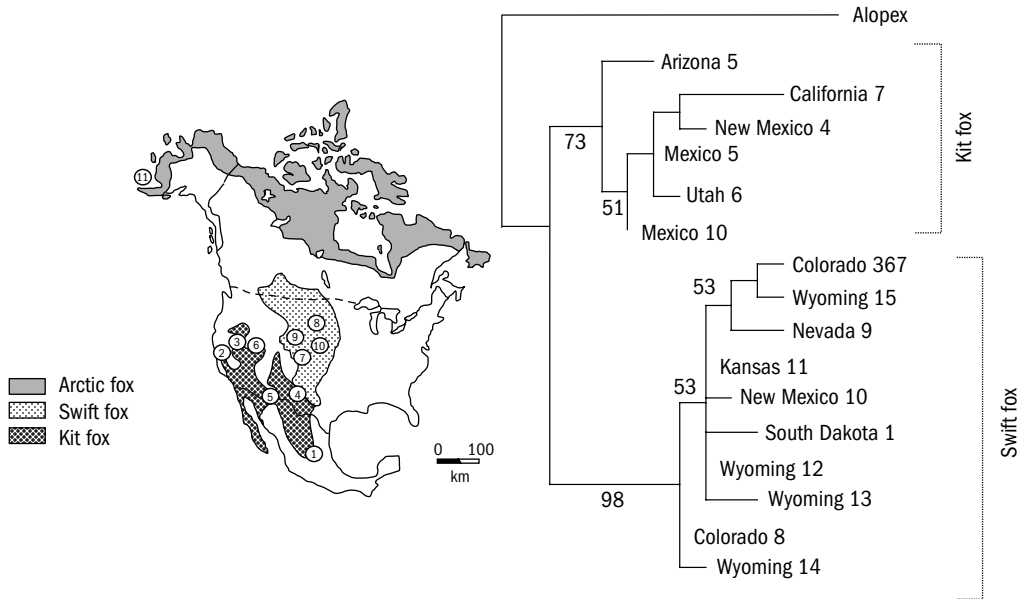 11
8
9
10
3
6
2
7
5
4
1
Arctic fox
Swift fox
Kit fox
0 100
km
Alopex
Arizona 5
California 7
New Mexico 4
73
Mexico 5
Utah 6
51
Mexico 10
Kit fox
Colorado 367
53
Wyoming 15
Nevada 9
Kansas 11
53
New Mexico 10
South Dakota 1
Wyoming 12
98
Wyoming 13
Colorado 8
Wyoming 14
Swift fox